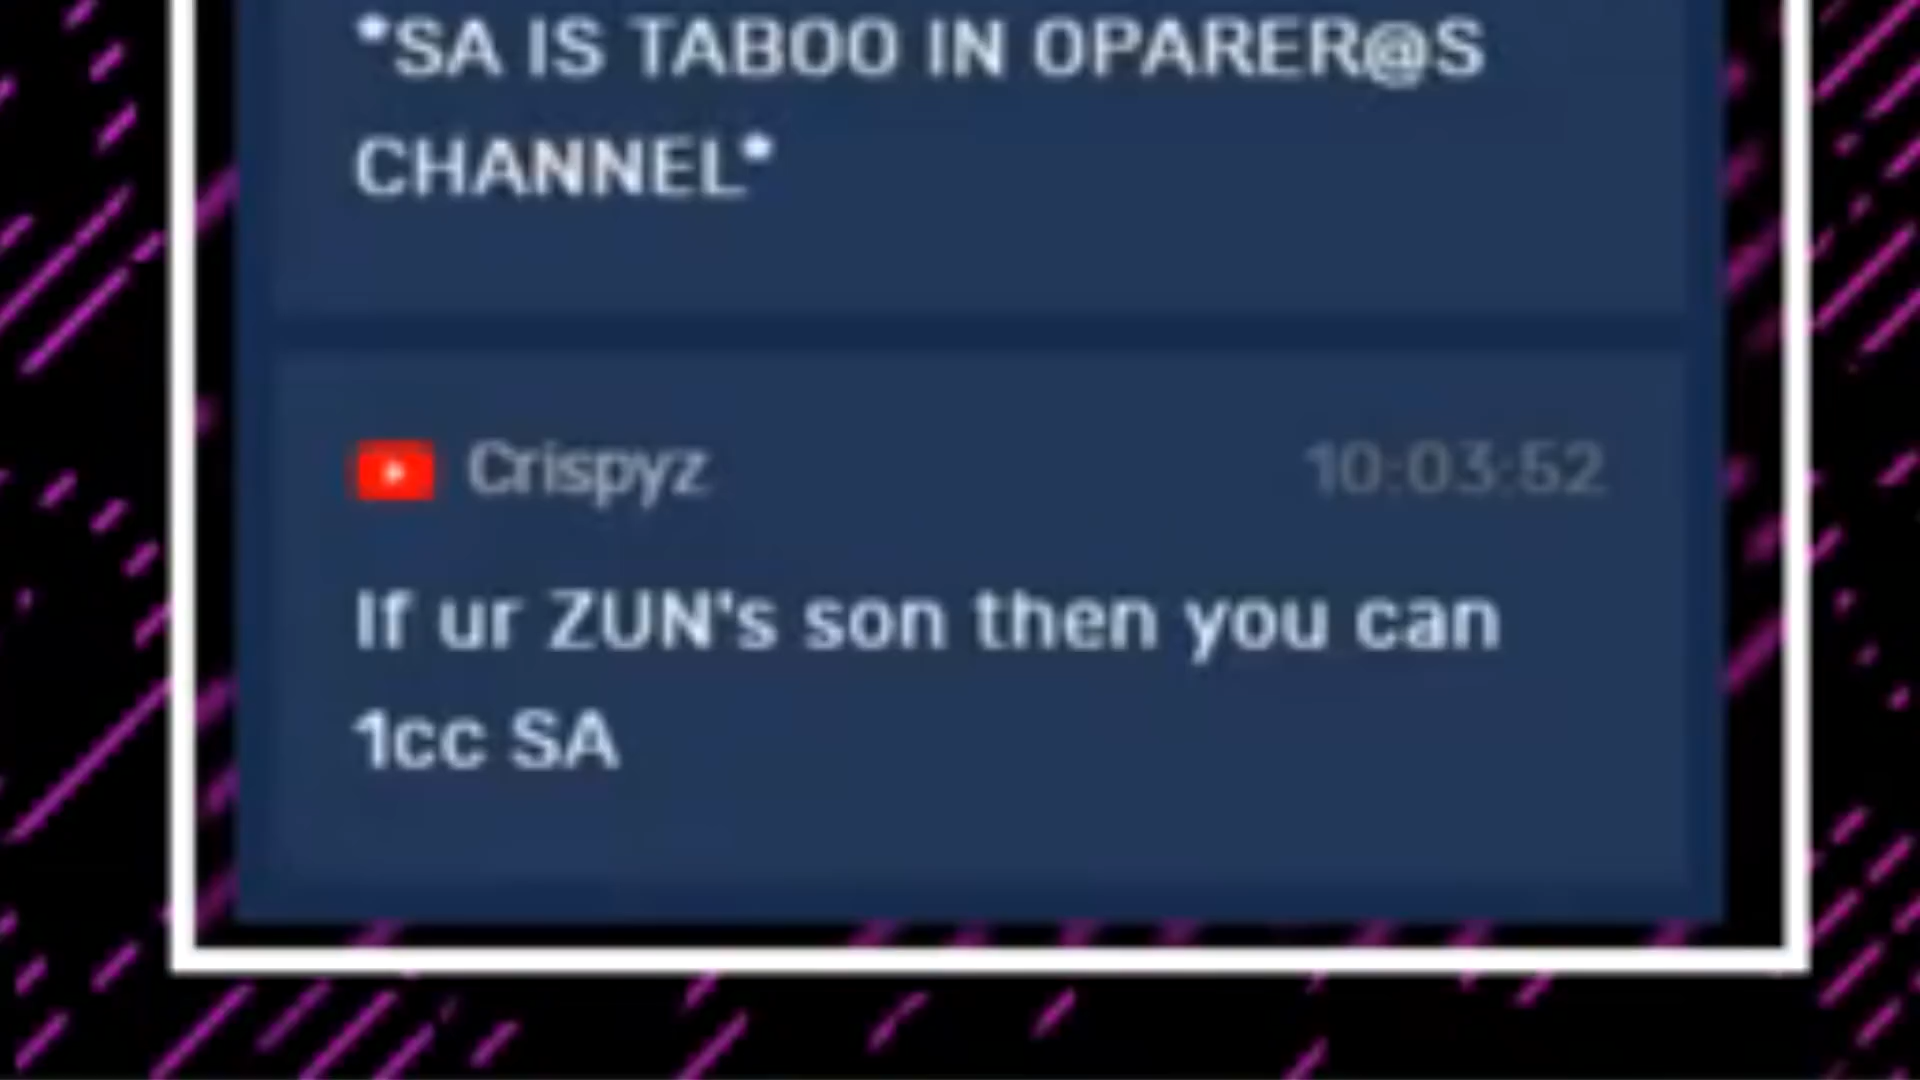 *SA IS TABOO IN OPARER@S
CHANNEL*
Crispyz 10:03:52
If ur ZUN's son then you can
1cc SA